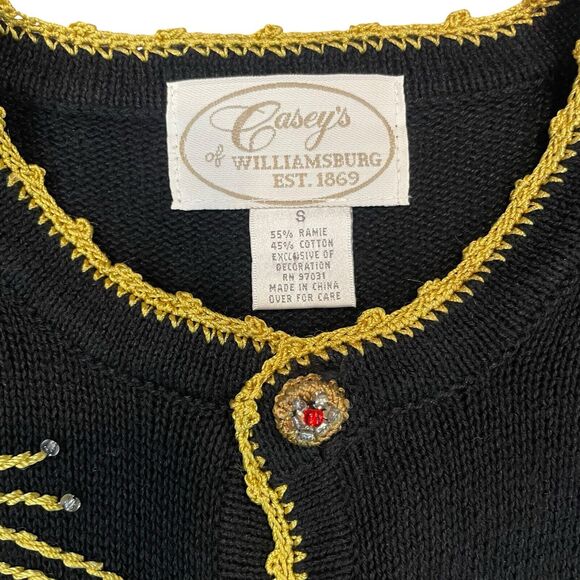 Casey's
of WILLIAMSBURG
EST. 1869
S
55% RAMIE
45% COTTON
EXCLUSIVE OF
DECORATION
RN 97031
MADE IN CHINA
OVER FOR CARE